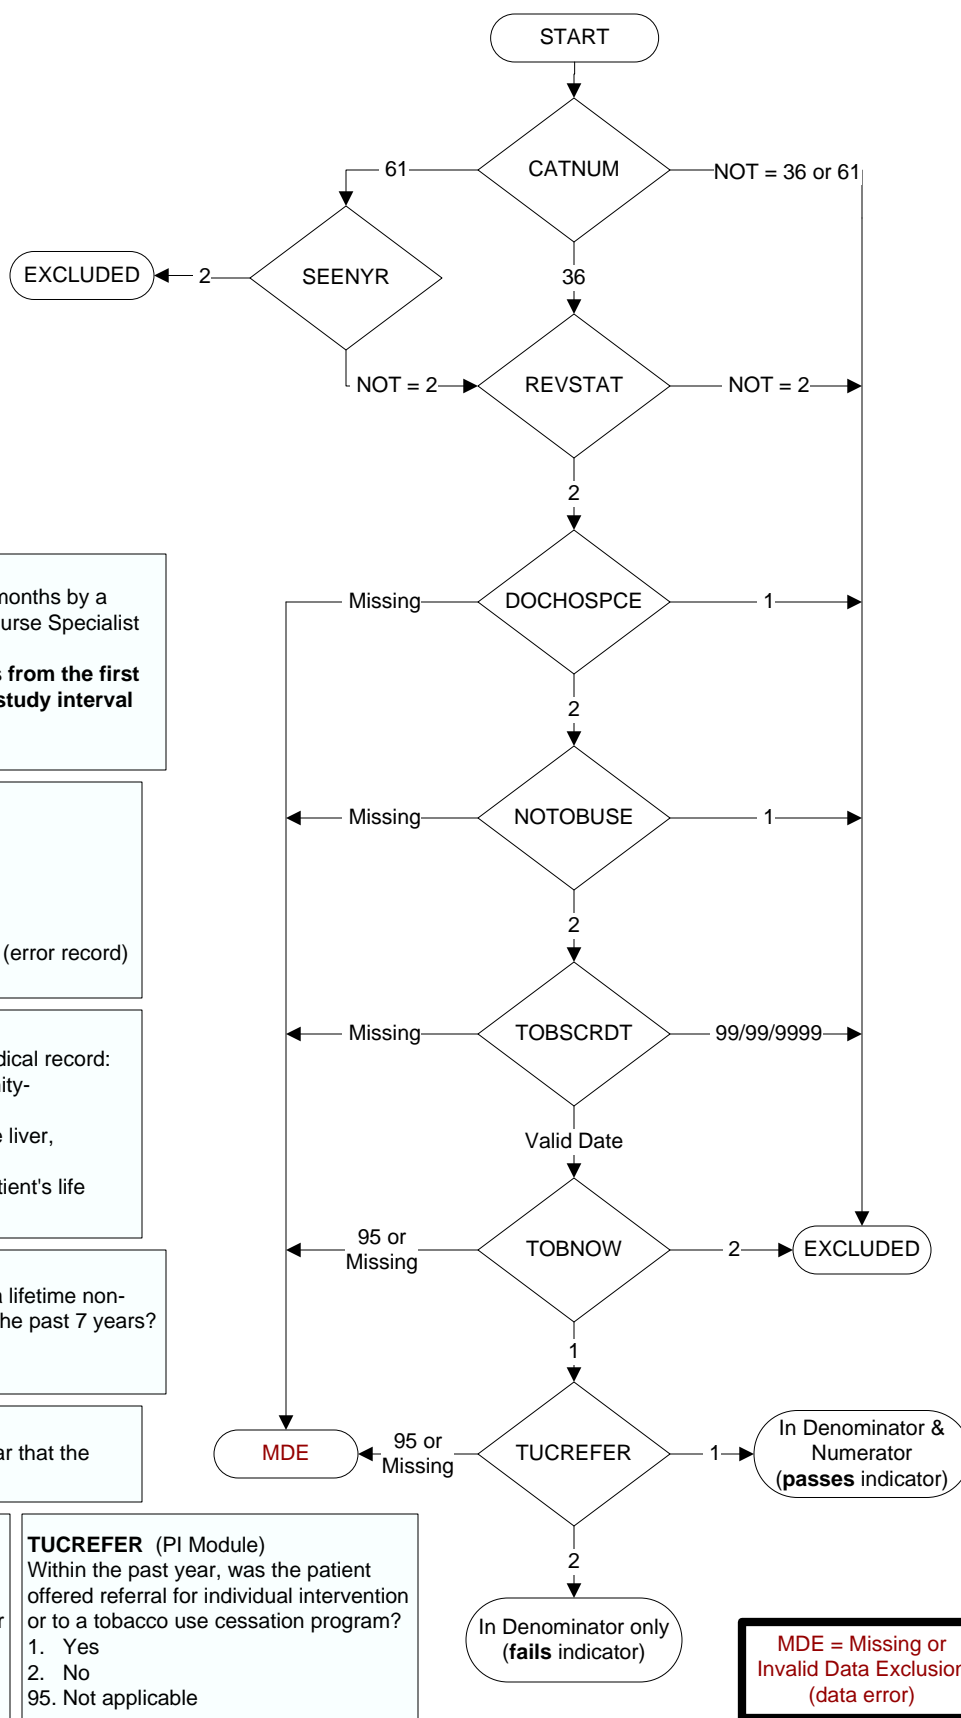 START
CATNUM
61
NOT = 36 or 61
SEENYR
EXCLUDED
2
36
NOT = 2
REVSTAT
NOT = 2
2
DOCHOSPCE
Missing
1
2
NOTOBUSE
Missing
1
2
TOBSCRDT
Missing
99/99/9999
Valid Date
TOBNOW
95 or
Missing
2
EXCLUDED
1
TUCREFER
95 or
Missing
MDE
1
In Denominator &
Numerator
(passes indicator)
2
In Denominator only
(fails indicator)
months by a
urse Specialist
s from the first
study interval
(error record)
dical record:
nity-
e liver,
tient's life
a lifetime non-
the past 7 years?
ar that the
r
TUCREFER (PI Module)
Within the past year, was the patient
offered referral for individual intervention
or to a tobacco use cessation program?
1. Yes
2. No
95. Not applicable
MDE = Missing or
Invalid Data Exclusion
(data error)